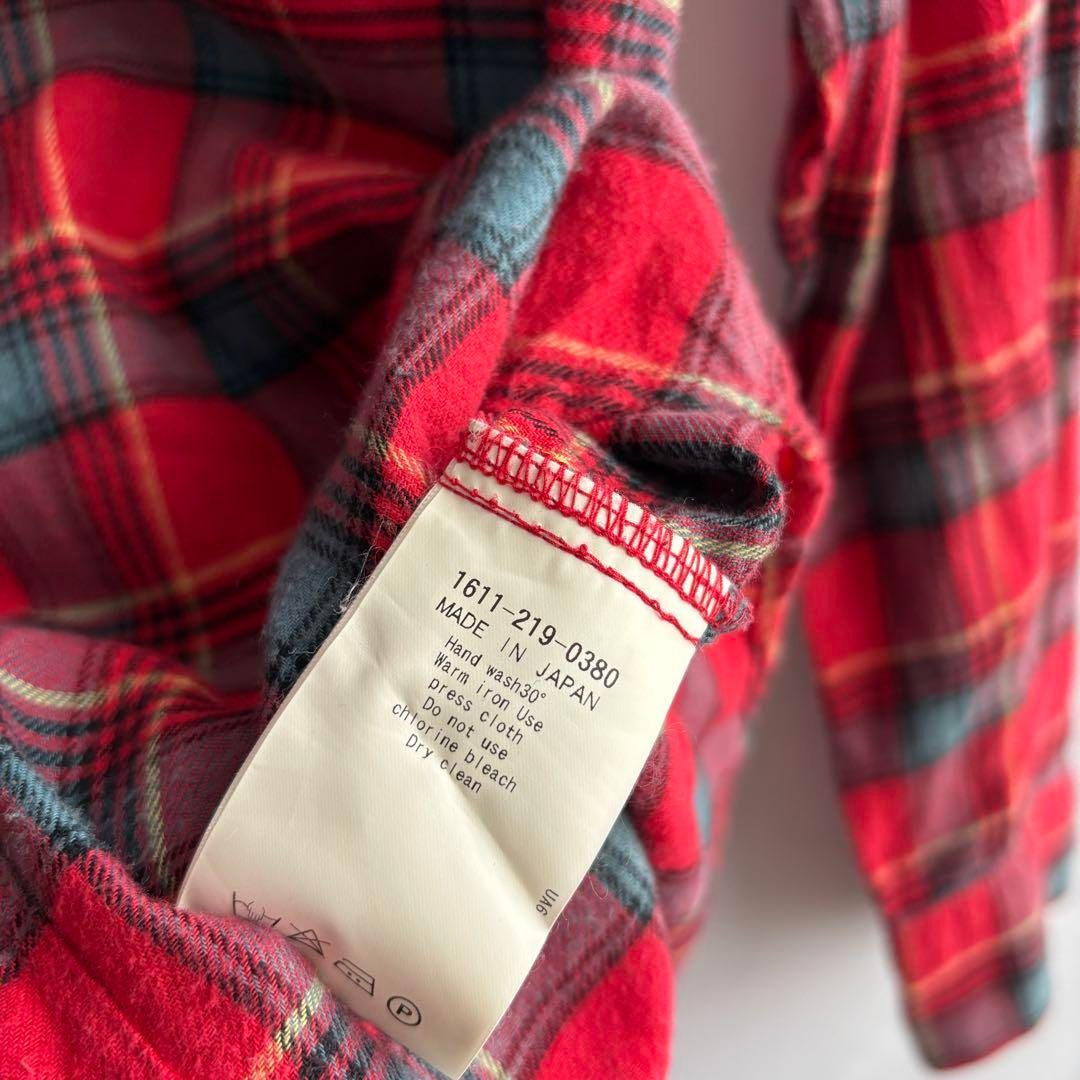 1611-219-0380
MADE IN JAPAN
Hand wash30°
Warm iron Use
press cloth
Do not use
chlorine bleach
Dry clean
UA6
P